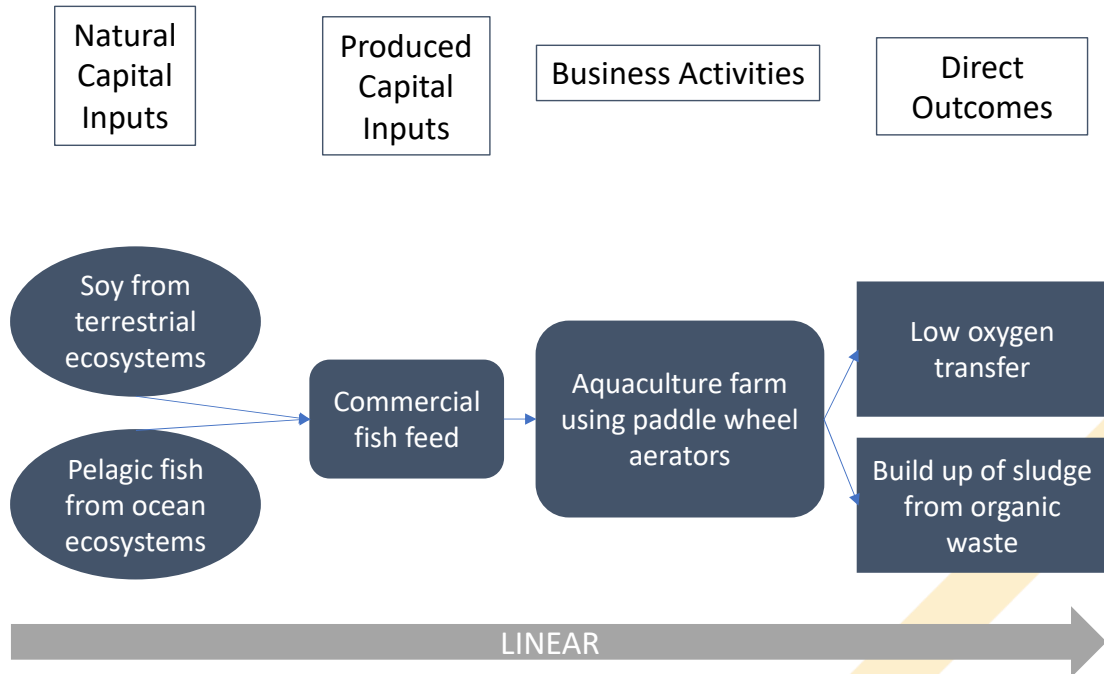 Natural
Capital
Inputs
Produced
Capital
Inputs
Business Activities
Direct
Outcomes
Soy from
terrestrial
ecosystems
Pelagic fish
from ocean
ecosystems
Commercial
fish feed
Aquaculture farm
using paddle wheel
aerators
Low oxygen
transfer
Build up of sludge
from organic
waste
LINEAR